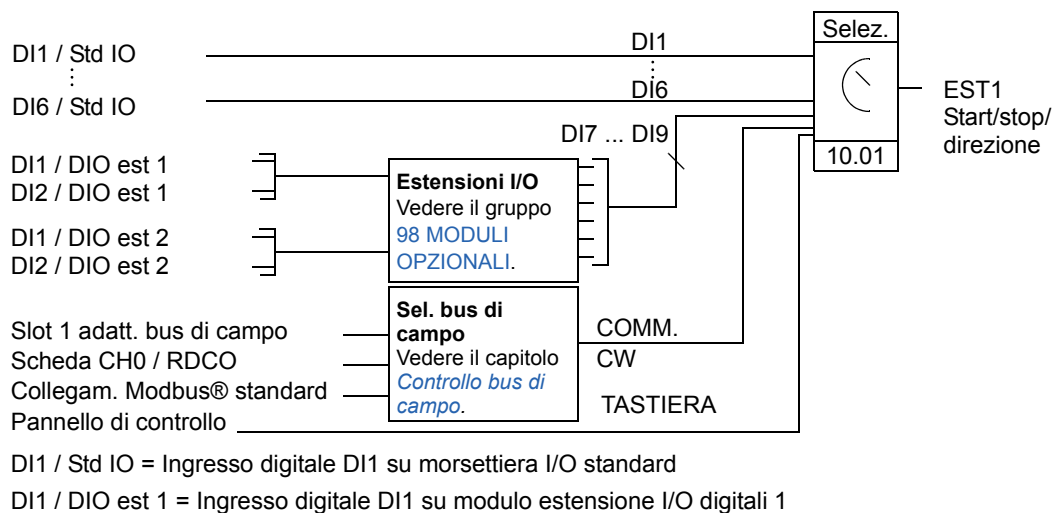 Selez.
DI1 / Std IO
DI1
DI6 / Std IO
DI6
EST1
Start/stop/
direzione
10.01
DI7 ... DI9
DI1 / DIO est 1
DI2 / DIO est 1
DI1 / DIO est 2
DI2 / DIO est 2
Estensioni I/O
Vedere il gruppo
98 MODULI
OPZIONALI.
Sel. bus di
campo
Vedere il capitolo
Controllo bus di
campo.
Slot 1 adatt. bus di campo
Scheda CH0 / RDCO
Collegam. Modbus® standard
Pannello di controllo
COMM.
CW
TASTIERA
DI1 / Std IO = Ingresso digitale DI1 su morsettiera I/O standard
DI1 / DIO est 1 = Ingresso digitale DI1 su modulo estensione I/O digitali 1